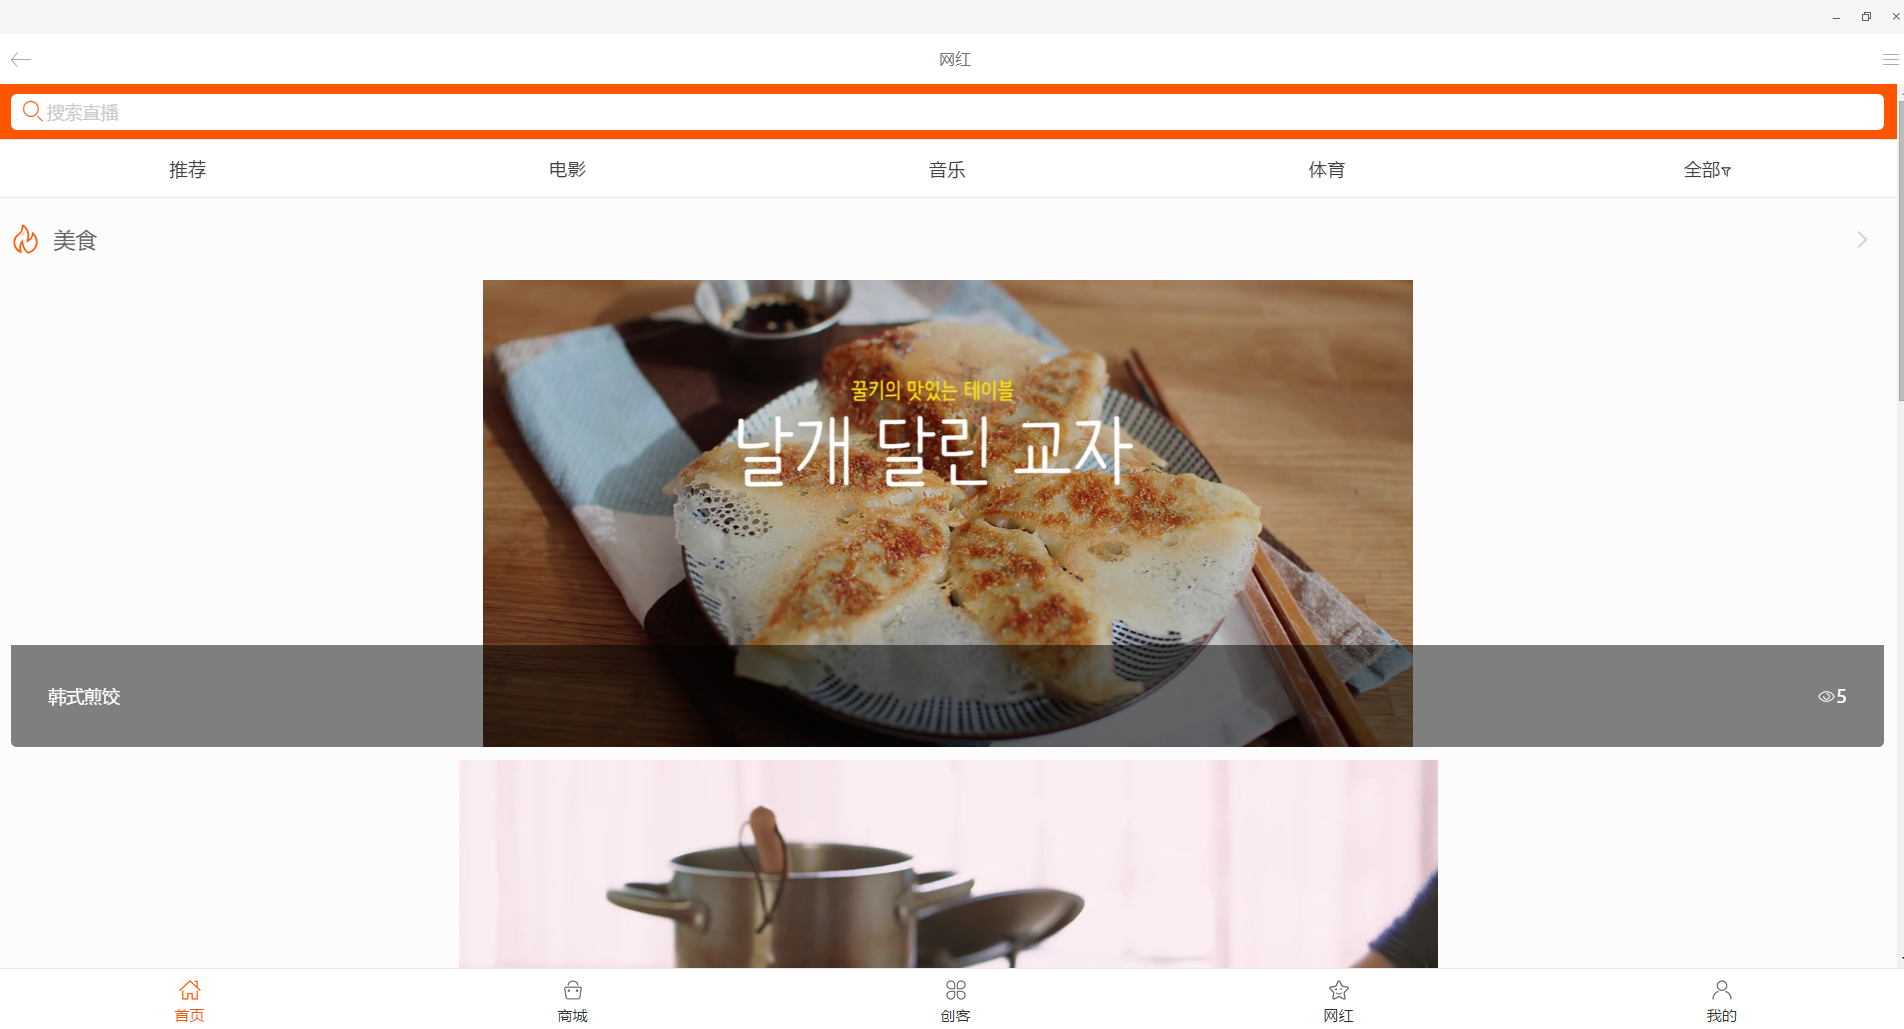 网红
搜索直播
推荐 电影 音乐 体育 全部
美食
꿀키의 맛있는 테이블
날개 달린 교자
韩式煎饺 5
首页 商城 创客 网红 我的